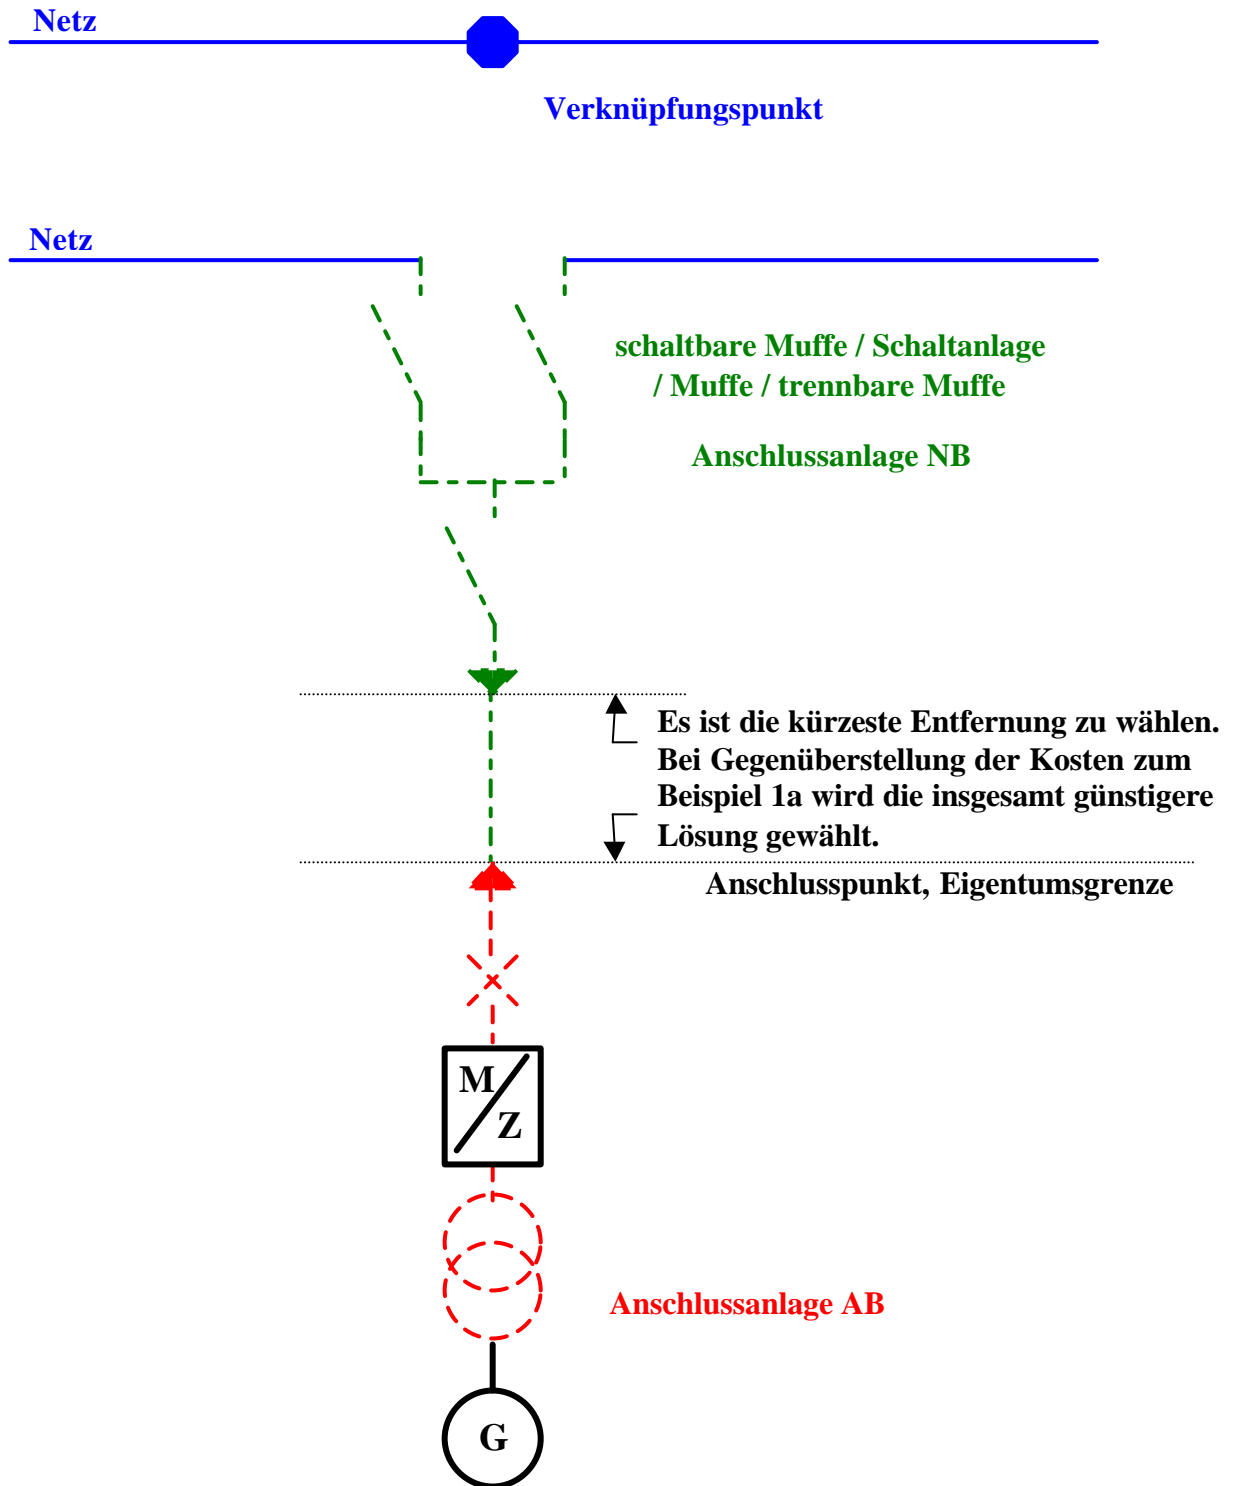 Netz
Verknüpfungspunkt
Netz
schaltbare Muffe / Schaltanlage
/ Muffe / trennbare Muffe
Anschlussanlage NB
Es ist die kürzeste Entfernung zu wählen.
Bei Gegenüberstellung der Kosten zum
Beispiel 1a wird die insgesamt günstigere
Lösung gewählt.
Anschlusspunkt, Eigentumsgrenze
M
Z
Anschlussanlage AB
G